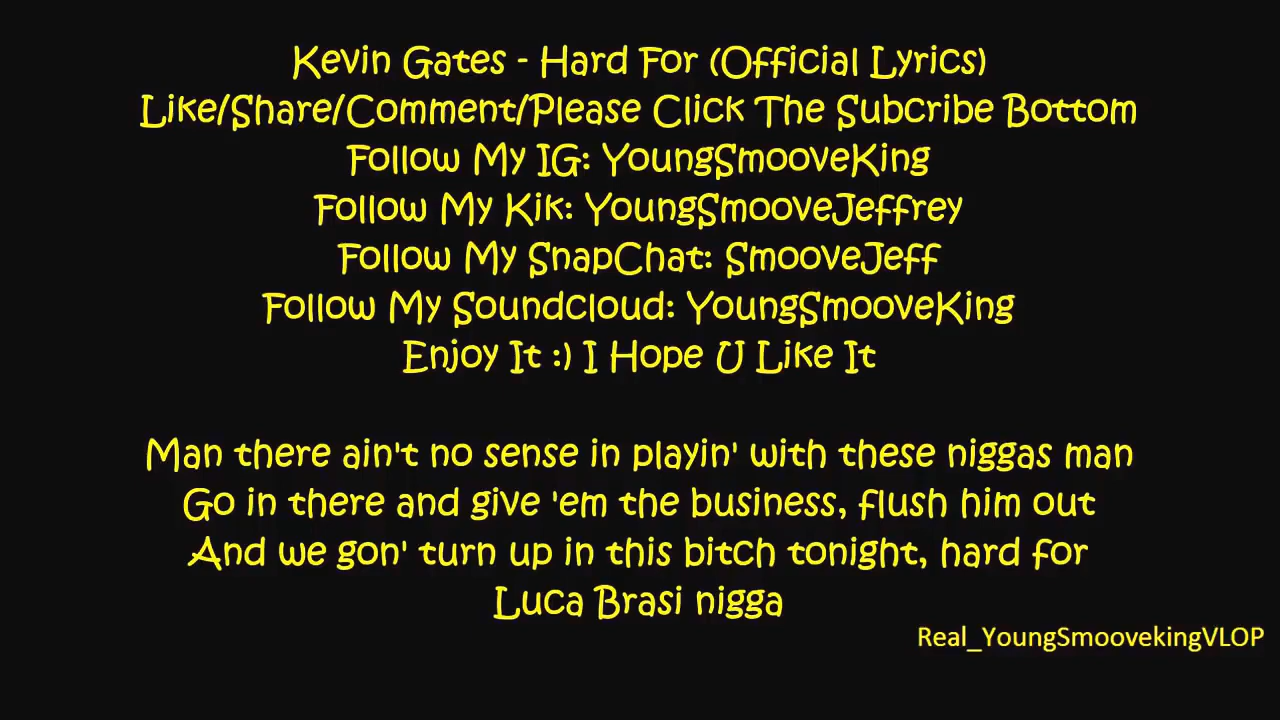 Kevin Gates - Hard For (Official Lyrics)
Like/Share/Comment/Please Click The Subcribe Bottom
Follow My IG: YoungSmooveKing
Follow My Kik: YoungSmooveJeffrey
Follow My SnapChat: SmooveJeff
Follow My Soundcloud: YoungSmooveKing
Enjoy It :) I Hope U Like It
Man there ain't no sense in playin' with these niggas man
Go in there and give 'em the business, flush him out
And we gon' turn up in this bitch tonight, hard for
Luca Brasi nigga
Real_YoungSmoovekingVLOP